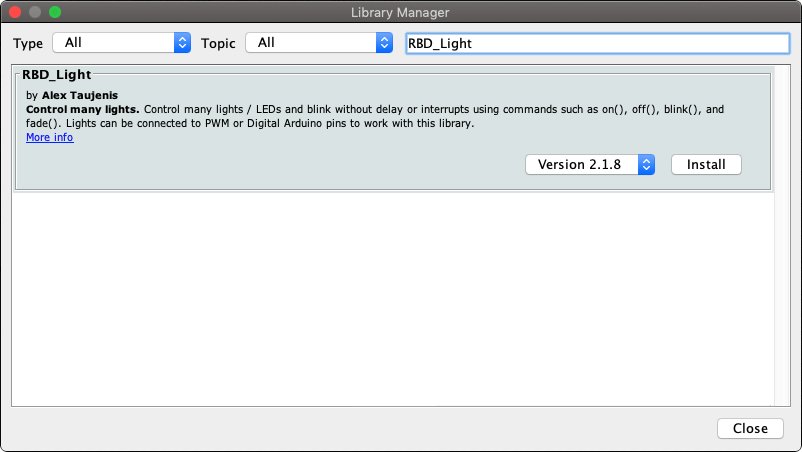 Library Manager
Type All Topic All RBD_Light
RBD_Light
by Alex Taujenis
Control many lights. Control many lights / LEDs and blink without delay or interrupts using commands such as on(), off(), blink(), and
fade(). Lights can be connected to PWM or Digital Arduino pins to work with this library.
More info
Version 2.1.8 Install
Close